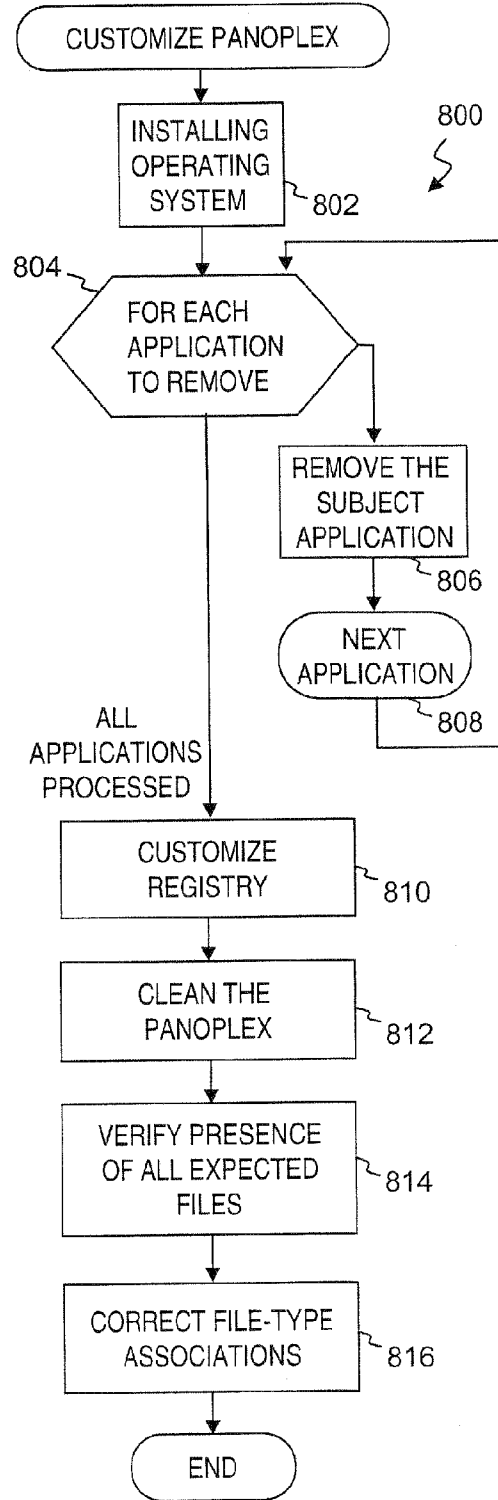 CUSTOMIZE PANOPLEX
800
INSTALLING
OPERATING
SYSTEM
802
804
FOR EACH
APPLICATION
TO REMOVE
REMOVE THE
SUBJECT
APPLICATION
806
NEXT
APPLICATION
808
ALL
APPLICATIONS
PROCESSED
CUSTOMIZE
REGISTRY
810
CLEAN THE
PANOPLEX
812
VERIFY PRESENCE
OF ALL EXPECTED
FILES
814
CORRECT FILE-TYPE
ASSOCIATIONS
816
END